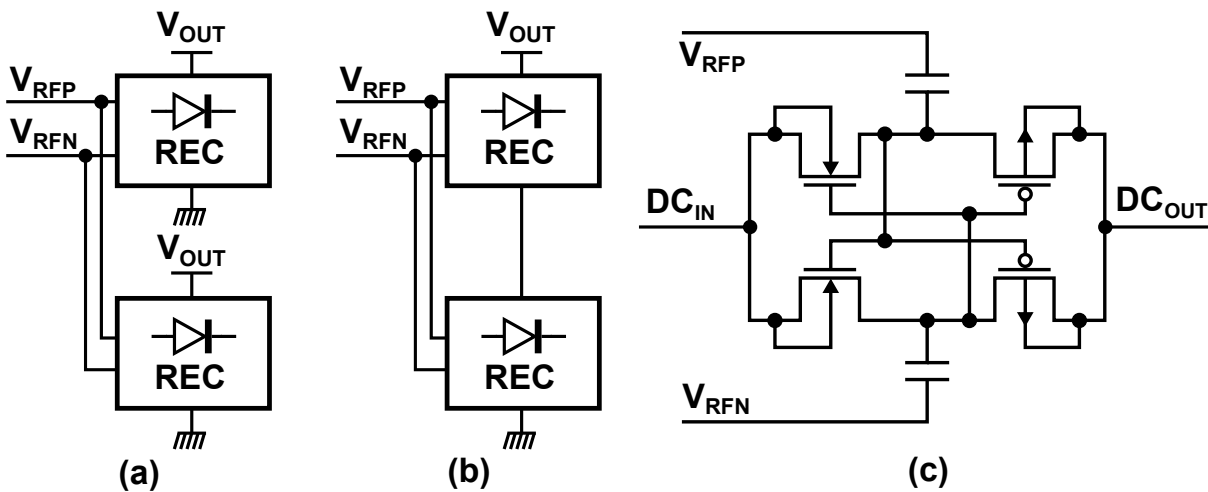 V_OUT
V_RFP
V_RFN
REC
V_OUT
REC
(a)
V_OUT
V_RFP
V_RFN
REC
REC
(b)
V_RFP
DC_IN
DC_OUT
V_RFN
(c)